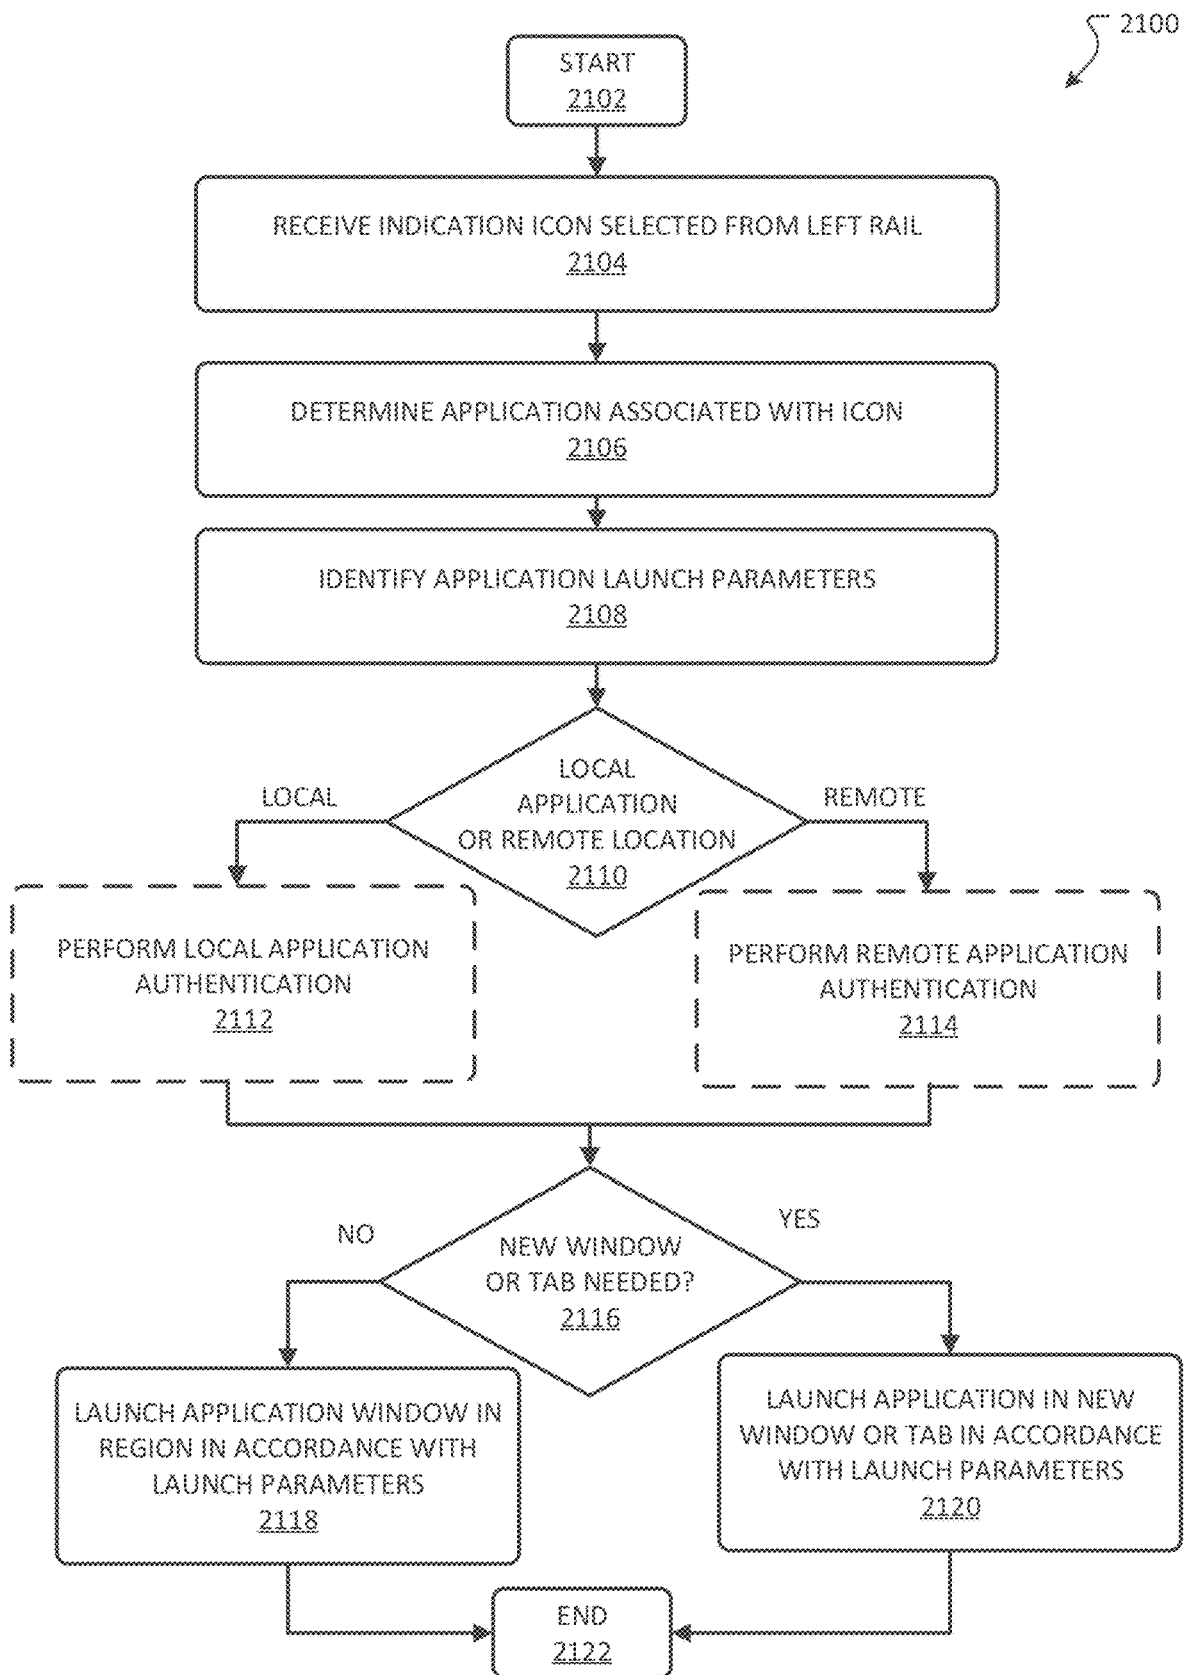 2100
START
2102
RECEIVE INDICATION ICON SELECTED FROM LEFT RAIL
2104
DETERMINE APPLICATION ASSOCIATED WITH ICON
2106
IDENTIFY APPLICATION LAUNCH PARAMETERS
2108
LOCAL
APPLICATION
OR REMOTE LOCATION
2110
LOCAL
REMOTE
PERFORM LOCAL APPLICATION
AUTHENTICATION
2112
PERFORM REMOTE APPLICATION
AUTHENTICATION
2114
NO
YES
NEW WINDOW
OR TAB NEEDED?
2116
LAUNCH APPLICATION WINDOW IN
REGION IN ACCORDANCE WITH
LAUNCH PARAMETERS
2118
LAUNCH APPLICATION IN NEW
WINDOW OR TAB IN ACCORDANCE
WITH LAUNCH PARAMETERS
2120
END
2122